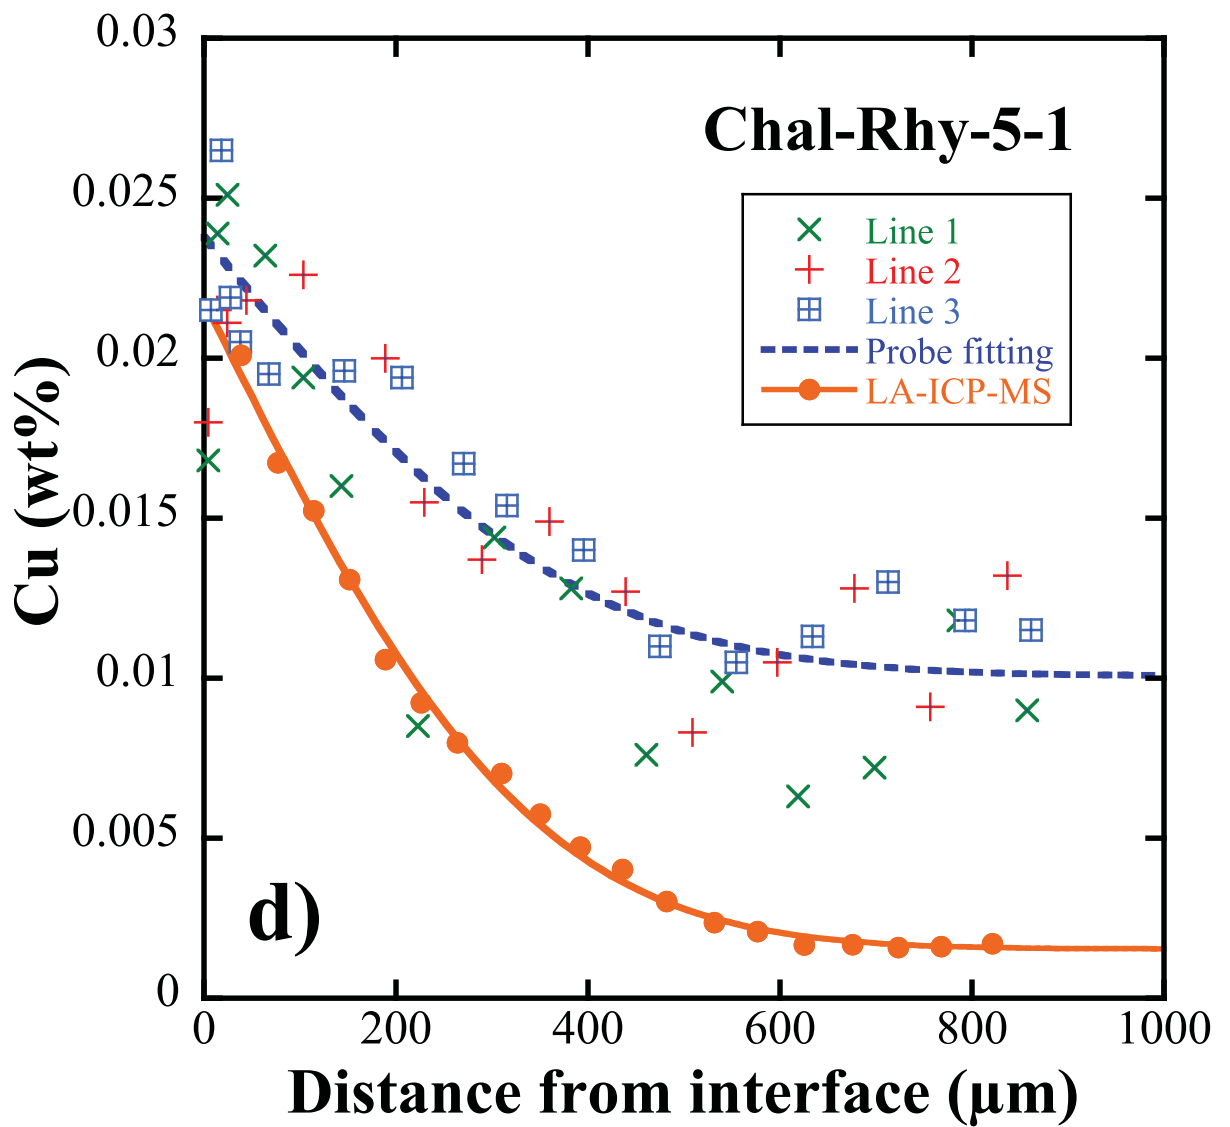 Chal-Rhy-5-1
Line 1
Line 2
Line 3
Probe fitting
LA-ICP-MS
d)
Cu (wt%)
0.03
0.025
0.02
0.015
0.01
0.005
0
0 200 400 600 800 1000
Distance from interface (μm)